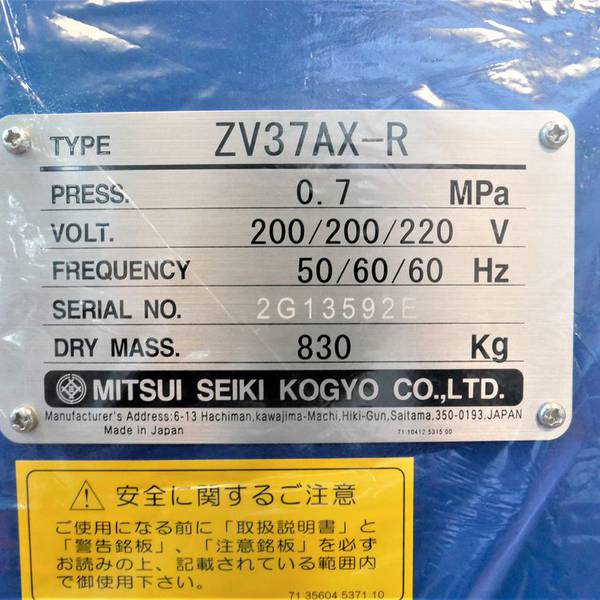 TYPE ZV37AX-R
PRESS. 0.7 MPa
VOLT. 200/200/220 V
FREQUENCY 50/60/60 Hz
SERIAL NO. 2G13592E
DRY MASS. 830 Kg
MITSUI SEIKI KOGYO CO.,LTD.
Manufacturer's Address:6-13 Hachiman,kawajima-Machi,Hiki-Gun,Saitama,350-0193,JAPAN
Made in Japan 71-10412 5315 00
安全に関するご注意
ご使用になる前に「取扱説明書」と
「警告銘板」、「注意銘板」を必ず
お読みの上、記載されている範囲内
で御使用下さい。
71 35604 5371 10